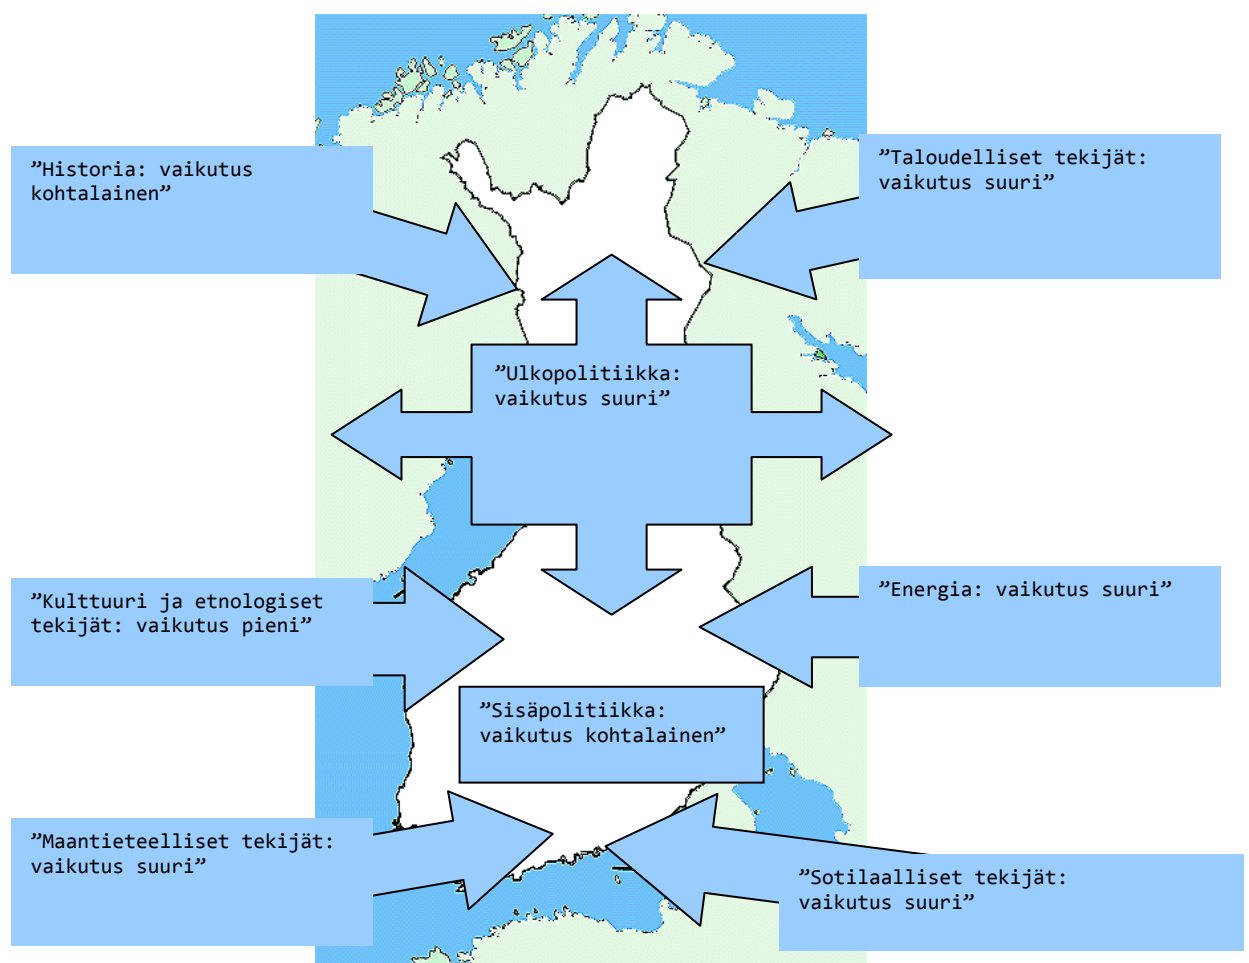 ”Historia: vaikutus
kohtalainen”
”Taloudelliset tekijät:
vaikutus suuri”
”Ulkopolitiikka:
vaikutus suuri”
”Kulttuuri ja etnologiset
tekijät: vaikutus pieni”
”Energia: vaikutus suuri”
”Sisäpolitiikka:
vaikutus kohtalainen”
”Maantieteelliset tekijät:
vaikutus suuri”
”Sotilaalliset tekijät:
vaikutus suuri”